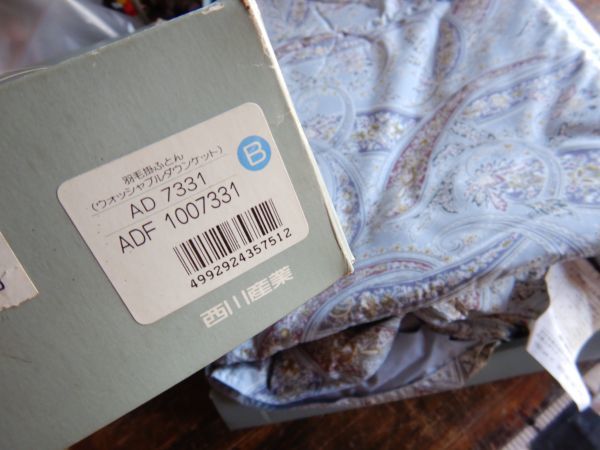 羽毛掛ふとん
(ウォッシャブルダウンケット)
B
AD 7331
ADF 1007331
4992924357512
西川産業